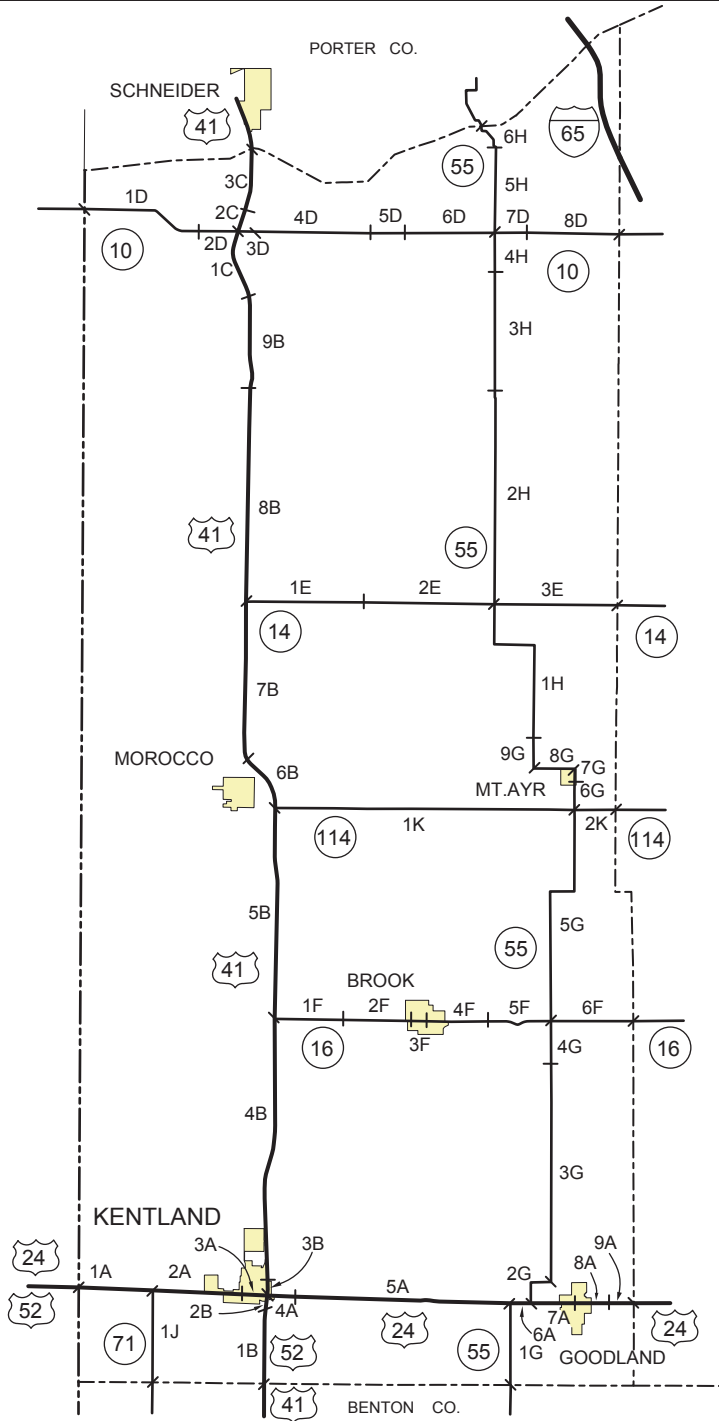 PORTER CO.
SCHNEIDER
41
65
6H
55
3C
5H
1D
2C
4D
5D
6D
7D
8D
2D
3D
10
1C
4H
10
9B
3H
8B
2H
41
55
1E
2E
3E
14
14
7B
1H
MOROCCO
9G
8G
7G
6B
6G
MT.AYR
1K
2K
114
114
5B
5G
55
41
BROOK
1F
2F
4F
5F
6F
16
3F
16
4G
4B
3G
KENTLAND
24
3A
3B
9A
8A
1A
2A
5A
2G
52
2B
4A
7A
24
6A
24
71
1J
1B
52
55
1G
GOODLAND
41
BENTON CO.